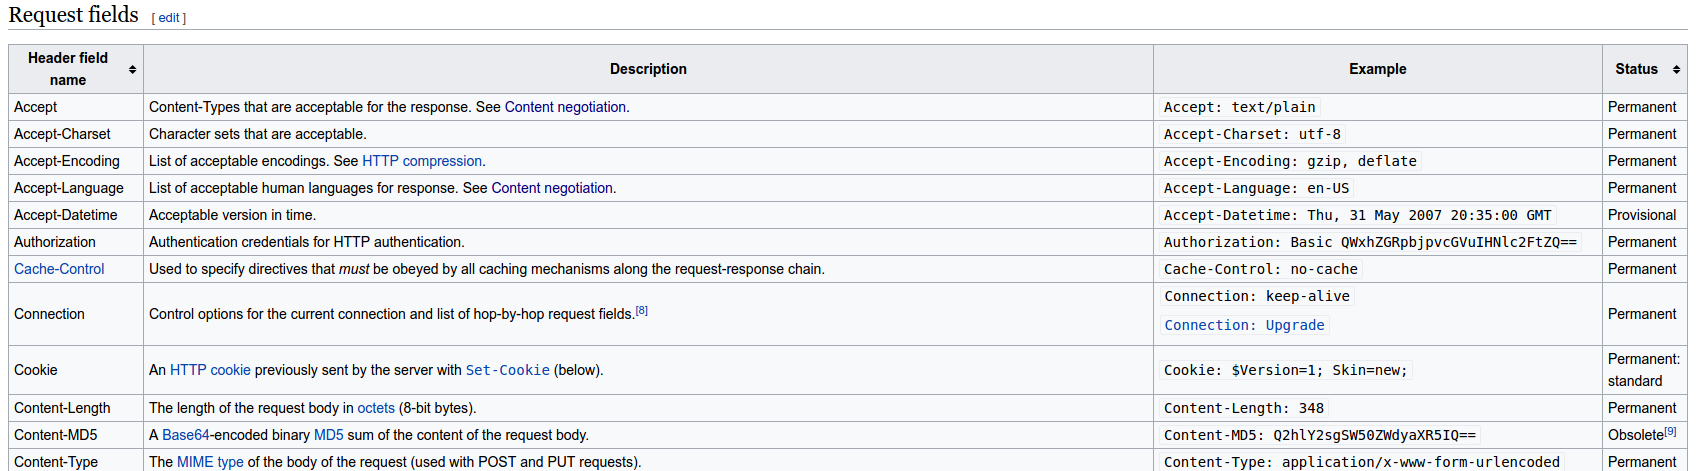 Request fields [ edit ]
Header field name Description Example Status
Accept Content-Types that are acceptable for the response. See Content negotiation. Accept: text/plain Permanent
Accept-Charset Character sets that are acceptable. Accept-Charset: utf-8 Permanent
Accept-Encoding List of acceptable encodings. See HTTP compression. Accept-Encoding: gzip, deflate Permanent
Accept-Language List of acceptable human languages for response. See Content negotiation. Accept-Language: en-US Permanent
Accept-Datetime Acceptable version in time. Accept-Datetime: Thu, 31 May 2007 20:35:00 GMT Provisional
Authorization Authentication credentials for HTTP authentication. Authorization: Basic QWxhZGRpbjpvcGVuIHNlc2FtZQ== Permanent
Cache-Control Used to specify directives that must be obeyed by all caching mechanisms along the request-response chain. Cache-Control: no-cache Permanent
Connection Control options for the current connection and list of hop-by-hop request fields.[8] Connection: keep-alive
Connection: Upgrade Permanent
Cookie An HTTP cookie previously sent by the server with Set-Cookie (below). Cookie: $Version=1; Skin=new; Permanent: standard
Content-Length The length of the request body in octets (8-bit bytes). Content-Length: 348 Permanent
Content-MD5 A Base64-encoded binary MD5 sum of the content of the request body. Content-MD5: Q2hlY2sgSW50ZWdyaXR5IQ== Obsolete[9]
Content-Type The MIME type of the body of the request (used with POST and PUT requests). Content-Type: application/x-www-form-urlencoded Permanent